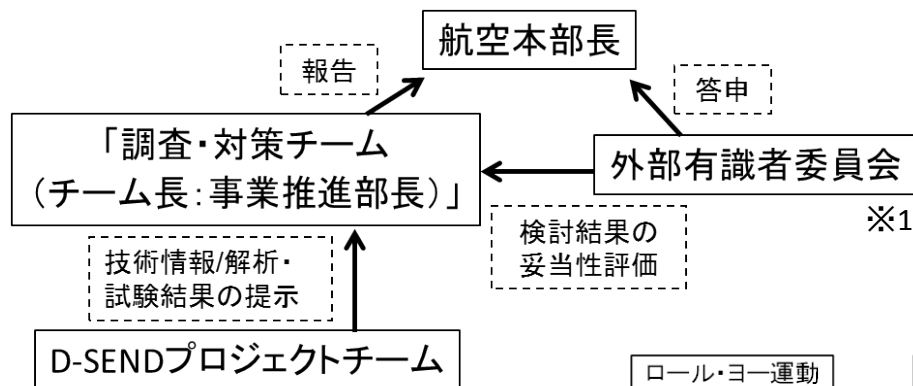 航空本部長
報告
答申
「調査・対策チーム
（チーム長：事業推進部長）」
外部有識者委員会
※1
検討結果の
妥当性評価
技術情報/解析・
試験結果の提示
D-SENDプロジェクトチーム
ロール・ヨー運動